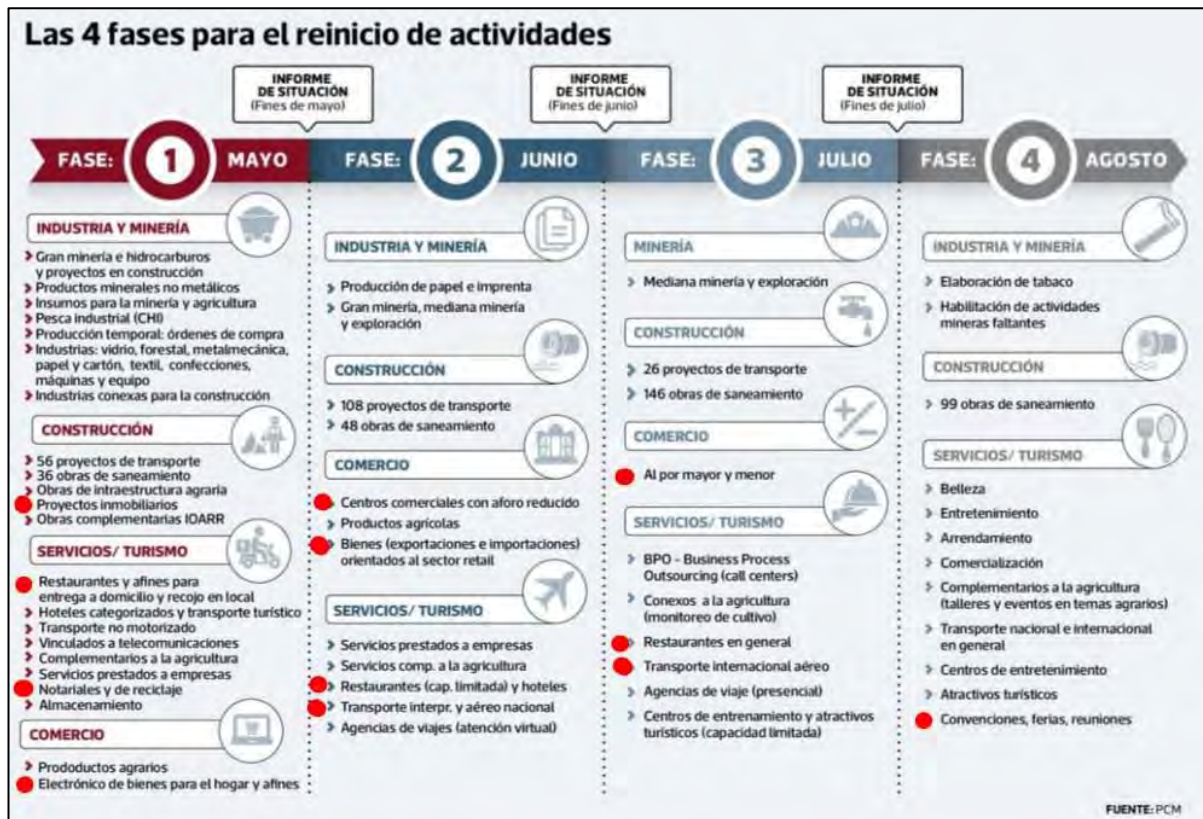 Las 4 fases para el reinicio de actividades
INFORME
DE SITUACIÓN
(Fines de mayo)
INFORME
DE SITUACIÓN
(Fines de junio)
INFORME
DE SITUACIÓN
(Fines de julio)
FASE: 1 MAYO
INDUSTRIA Y MINERÍA
Gran minería e hidrocarburos
y proyectos en construcción
Productos minerales no metálicos
Insumos para la minería y agricultura
Pesca industrial (CHI)
Producción temporal: órdenes de compra
Industrias: vidrio, forestal, metalmecánica,
papel y cartón, textil, confecciones,
máquinas y equipo
Industrias conexas para la construcción
CONSTRUCCIÓN
56 proyectos de transporte
36 obras de saneamiento
Obras de intraestructura agraria
Proyectos inmobiliarios
Obras complementarias IOARR
SERVICIOS/ TURISMO
Restaurantes y afines para
entrega a domicilio y recojo en local
Hoteles categorizados y transporte turístico
Transporte no motorizado
Vinculados a telecomunicaciones
Complementarios a la agricultura
Servicios prestados a empresas
Notariales y de reciclaje
Almacenamiento
COMERCIO
Prodoductos agrarios
Electrónico de bienes para el hogar y afines
FASE: 2 JUNIO
INDUSTRIA Y MINERÍA
Producción de papel e imprenta
Gran minería, mediana minería
y exploración
CONSTRUCCIÓN
108 proyectos de transporte
48 obras de saneamiento
COMERCIO
Centros comerciales con aforo reducido
Productos agrícolas
Bienes (exportaciones e importaciones)
orientados al sector retail
SERVICIOS/ TURISMO
Servicios prestados a empresas
Servicios comp. a la agricultura
Restaurantes (cap. limitada) y hoteles
Transporte interpr. y aéreo nacional
Agencias de viajes (atención virtual)
FASE: 3 JULIO
MINERÍA
Mediana minería y exploración
CONSTRUCCIÓN
26 proyectos de transporte
146 obras de saneamiento
COMERCIO
Al por mayor y menor
SERVICIOS/ TURISMO
BPO - Business Process
Outsourcing (call centers)
Conexos a la agricultura
(monitoreo de cultivo)
Restaurantes en general
Transporte internacional aéreo
Agencias de viaje (presencial)
Centros de entrenamiento y atractivos
turísticos (capacidad limitada)
FASE: 4 AGOSTO
INDUSTRIA Y MINERÍA
Elaboración de tabaco
Habilitación de actividades
mineras faltantes
CONSTRUCCIÓN
99 obras de saneamiento
SERVICIOS/TURISMO
Belleza
Entretenimiento
Arrendamiento
Comercialización
Complementarios a la agricultura
(talleres y eventos en temas agrarios)
Transporte nacional e internacional
en general
Centros de entretenimiento
Atractivos turísticos
Convenciones, ferias, reuniones
FUENTE: PCM